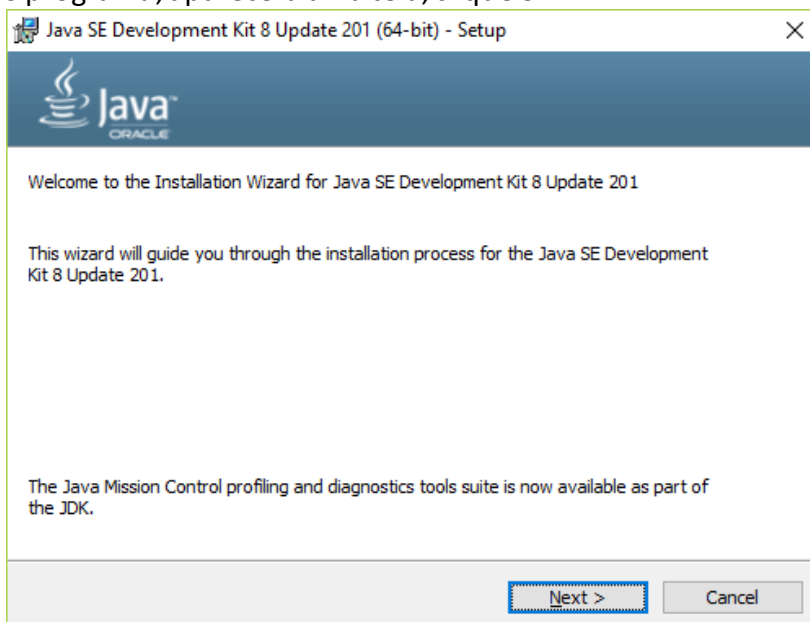 programa,
Java SE Development Kit 8 Update 201 (64-bit) - Setup
Java™
ORACLE
Welcome to the Installation Wizard for Java SE Development Kit 8 Update 201
This wizard will guide you through the installation process for the Java SE Development
Kit 8 Update 201.
The Java Mission Control profiling and diagnostics tools suite is now available as part of
the JDK.
Next > Cancel